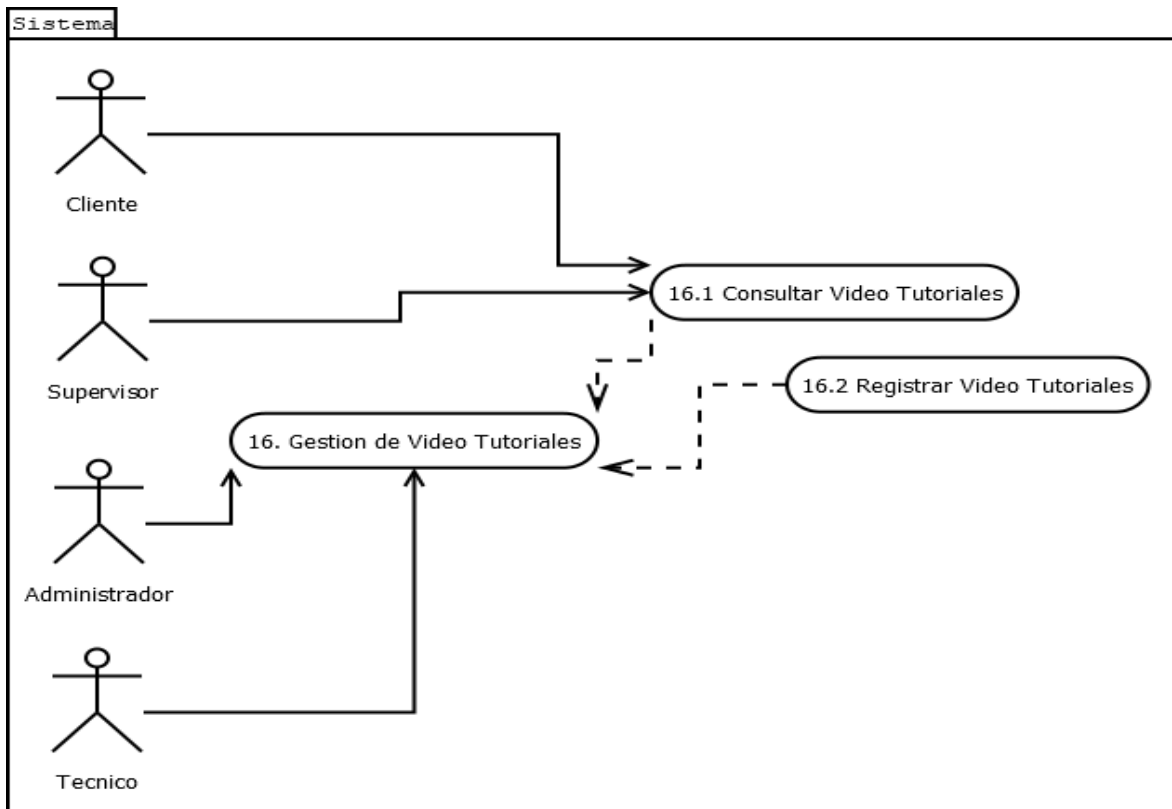 Sistema
Cliente
16.1 Consultar Video Tutoriales
Supervisor
16.2 Registrar Video Tutoriales
16. Gestion de Video Tutoriales
Administrador
Tecnico